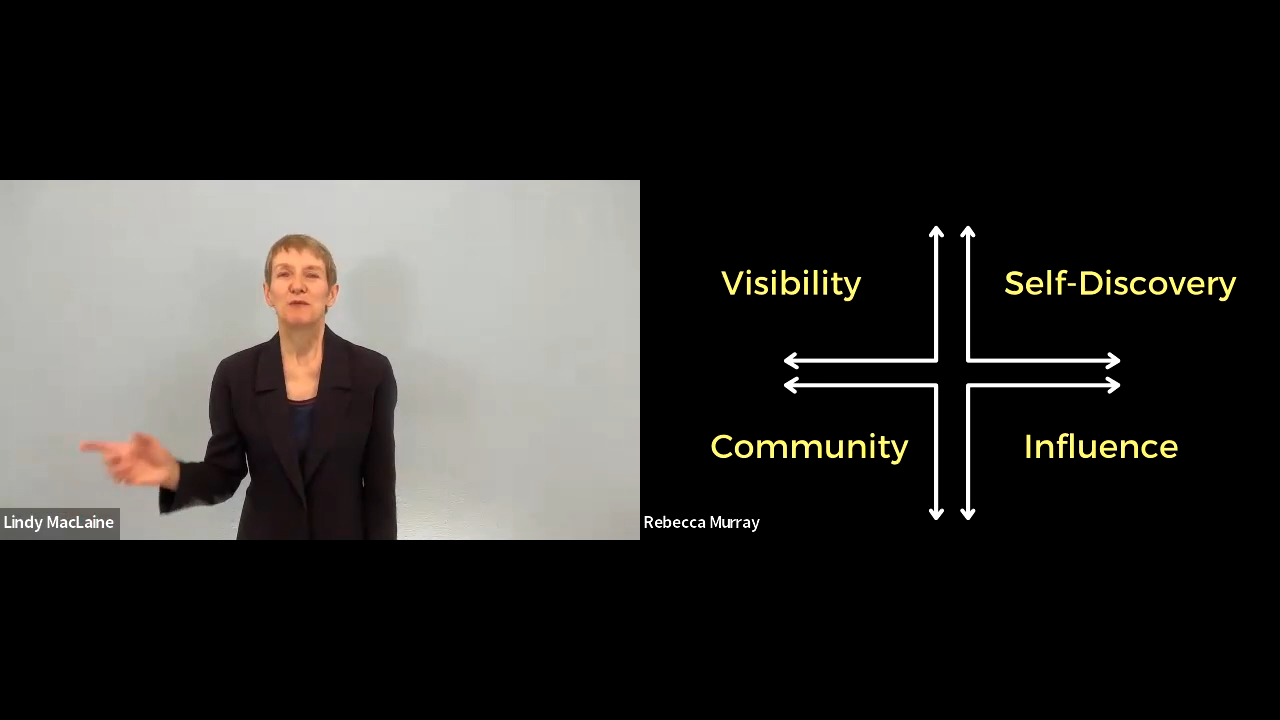 Visibility
Self-Discovery
Community
Influence
Lindy MacLaine
Rebecca Murray